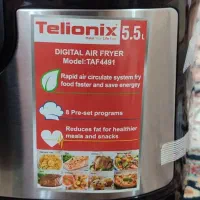 Telionix 5.5L
DIGITAL AIR FRYER
Model:TAF4491
Rapid air circulate system fry
food faster and save energey
8 Pre-set programs
Reduces fat for healthier
meals and snacks